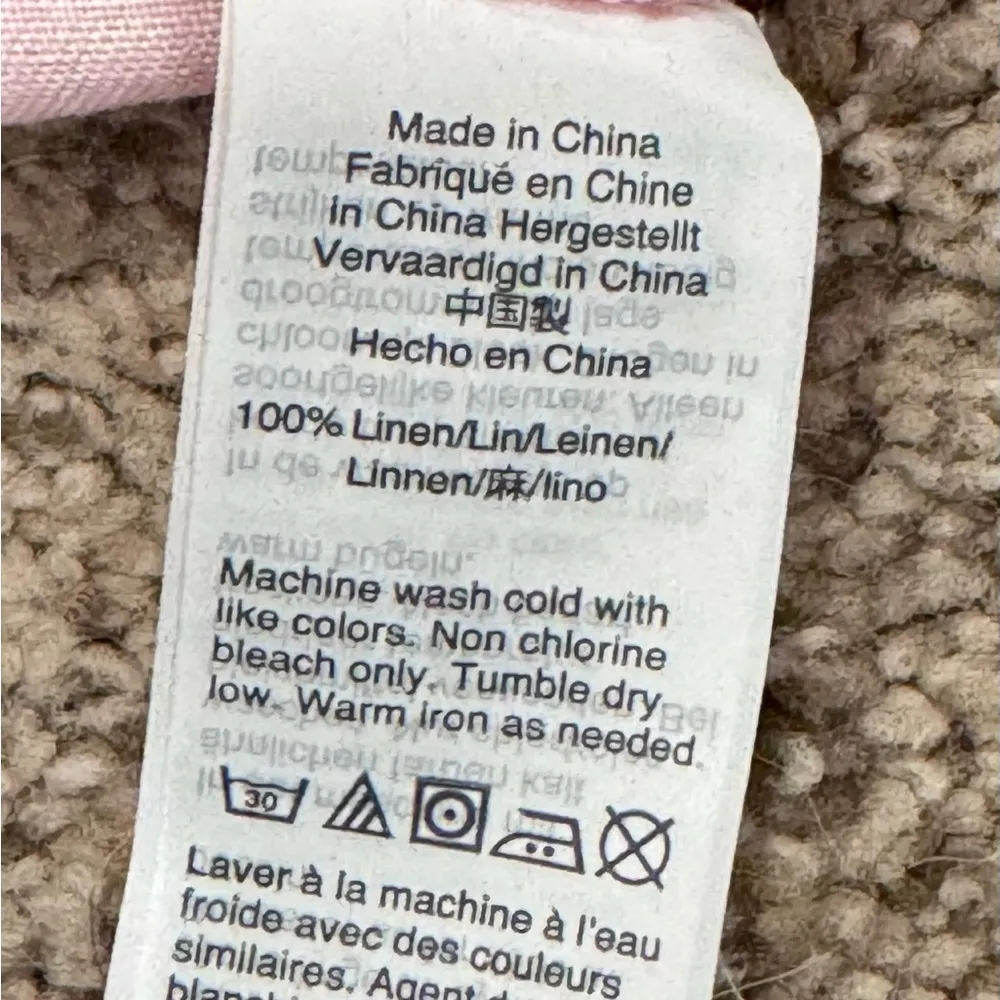 Made in China
Fabriqué en Chine
in China Hergestellt
Vervaardigd in China
中国製
Hecho en China
100% Linen/Lin/Leinen/
Linnen/麻/lino
Machine wash cold with
like colors. Non chlorine
bleach only. Tumble dry
low. Warm iron as needed.
30
Laver à la machine à l'eau
froide avec des couleurs
similaires. Agent